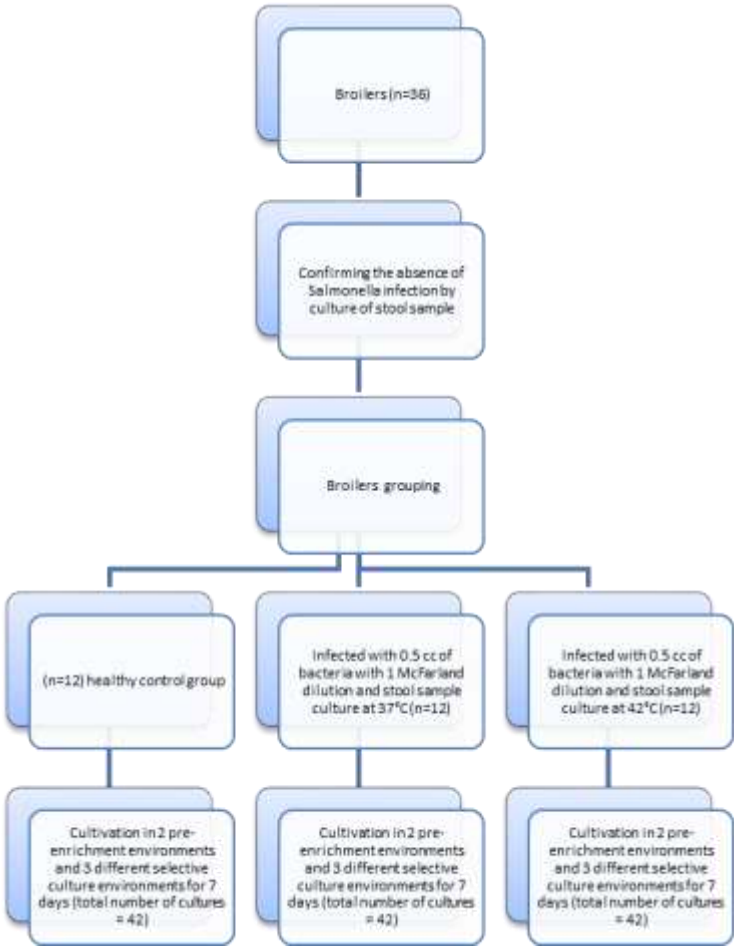 Broilers (n=36)
Confirming the absence of
Salmonella infection by
culture of stool sample
Broilers grouping
(n=12) healthy control group
Infected with 0.5 cc of
bacteria with 1 McFarland
dilution and stool sample
culture at 37°C (n=12)
Infected with 0.5 cc of
bacteria with 1 McFarland
dilution and stool sample
culture at 42°C (n=12)
Cultivation in 2 pre-
enrichment environments
and 3 different selective
culture environments for 7
days (total number of cultures
= 42)
Cultivation in 2 pre-
enrichment environments
and 3 different selective
culture environments for 7
days (total number of cultures
= 42)
Cultivation in 2 pre-
enrichment environments
and 3 different selective
culture environments for 7
days (total number of cultures
= 42)